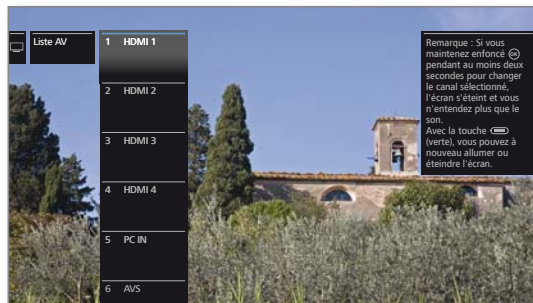 Liste AV
1 HDMI 1
2 HDMI 2
3 HDMI 3
4 HDMI 4
5 PC IN
6 AVS
Remarque : Si vous
maintenez enfoncé OK
pendant au moins deux
secondes pour changer
le canal sélectionné,
l'écran s'éteint et vous
n'entendez plus que le
son.
Avec la touche
(verte), vous pouvez à
nouveau allumer ou
éteindre l'écran.